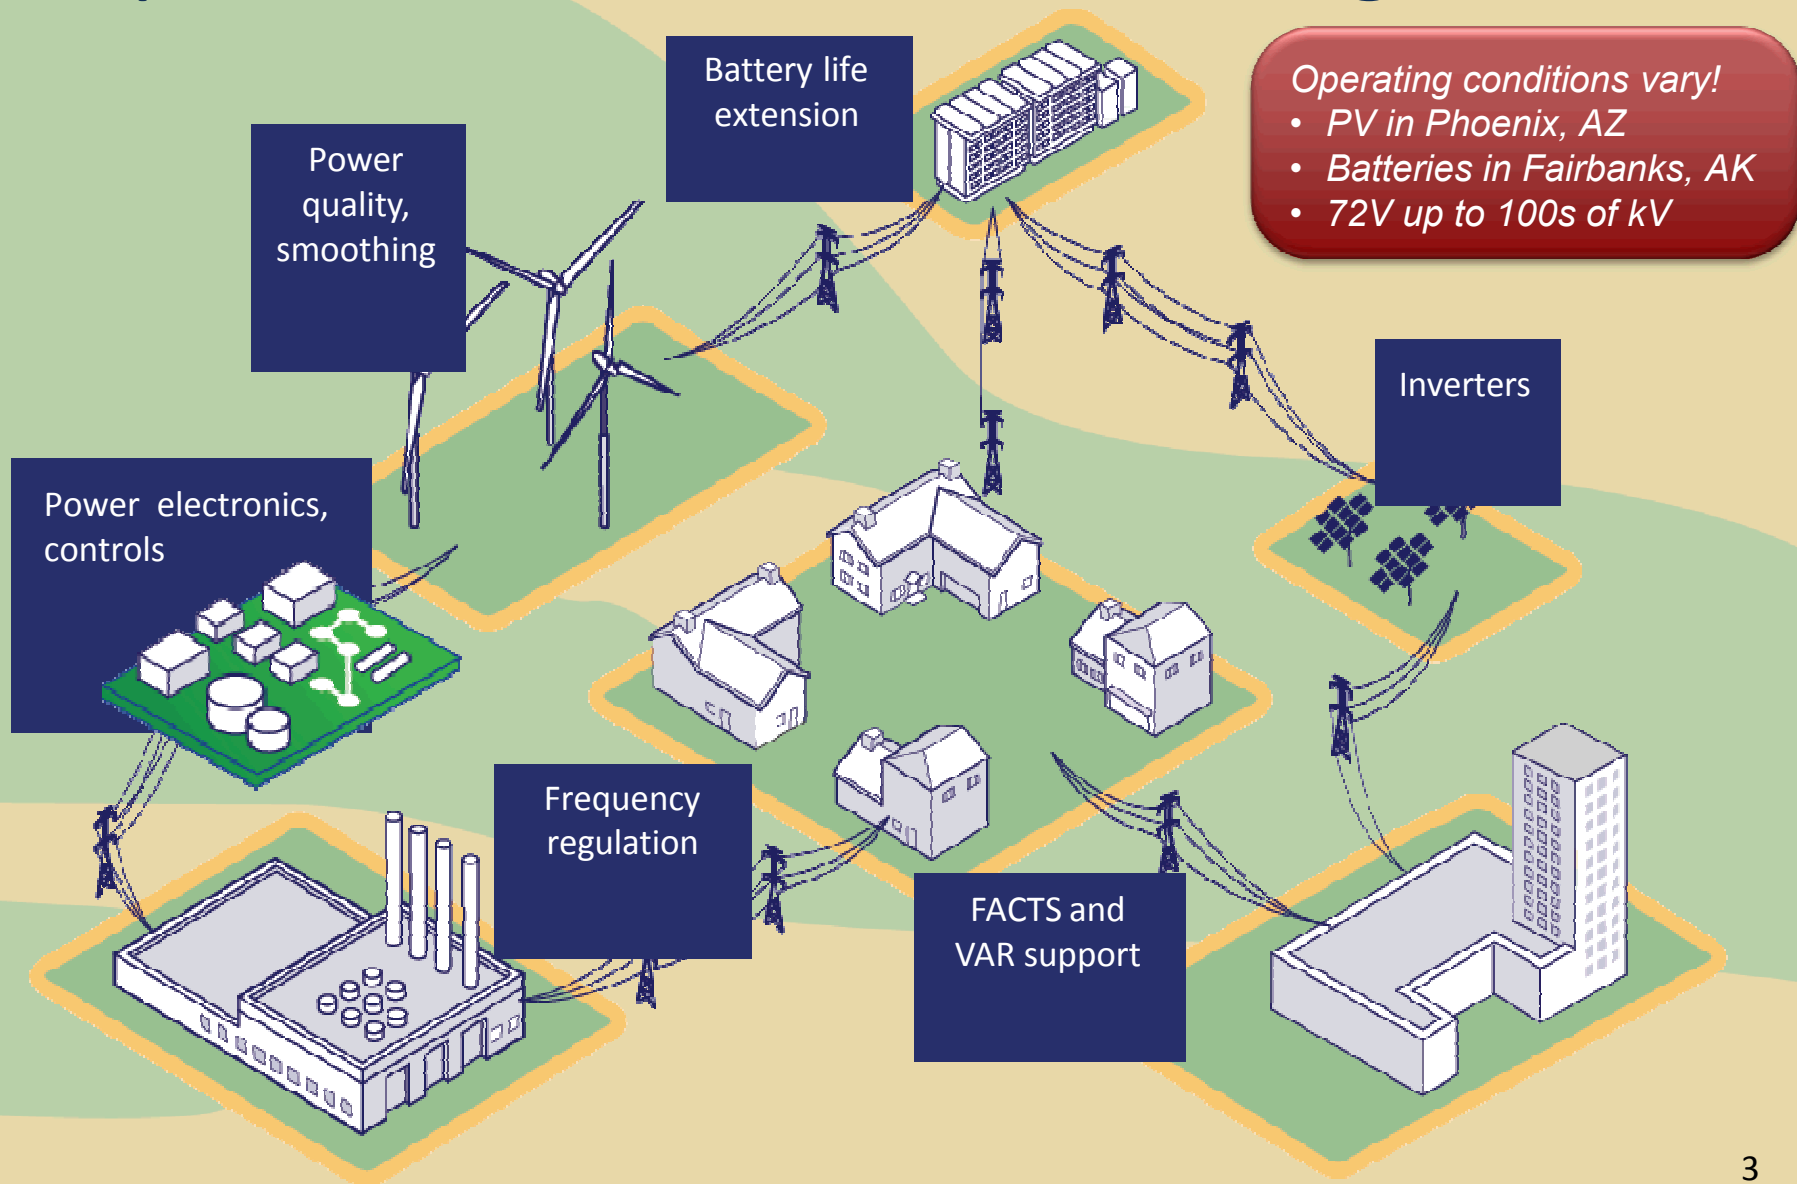 Battery life
extension
Operating conditions vary!
• PV in Phoenix, AZ
• Batteries in Fairbanks, AK
• 72V up to 100s of kV
Power
quality,
smoothing
Inverters
Power electronics,
controls
Frequency
regulation
FACTS and
VAR support
3